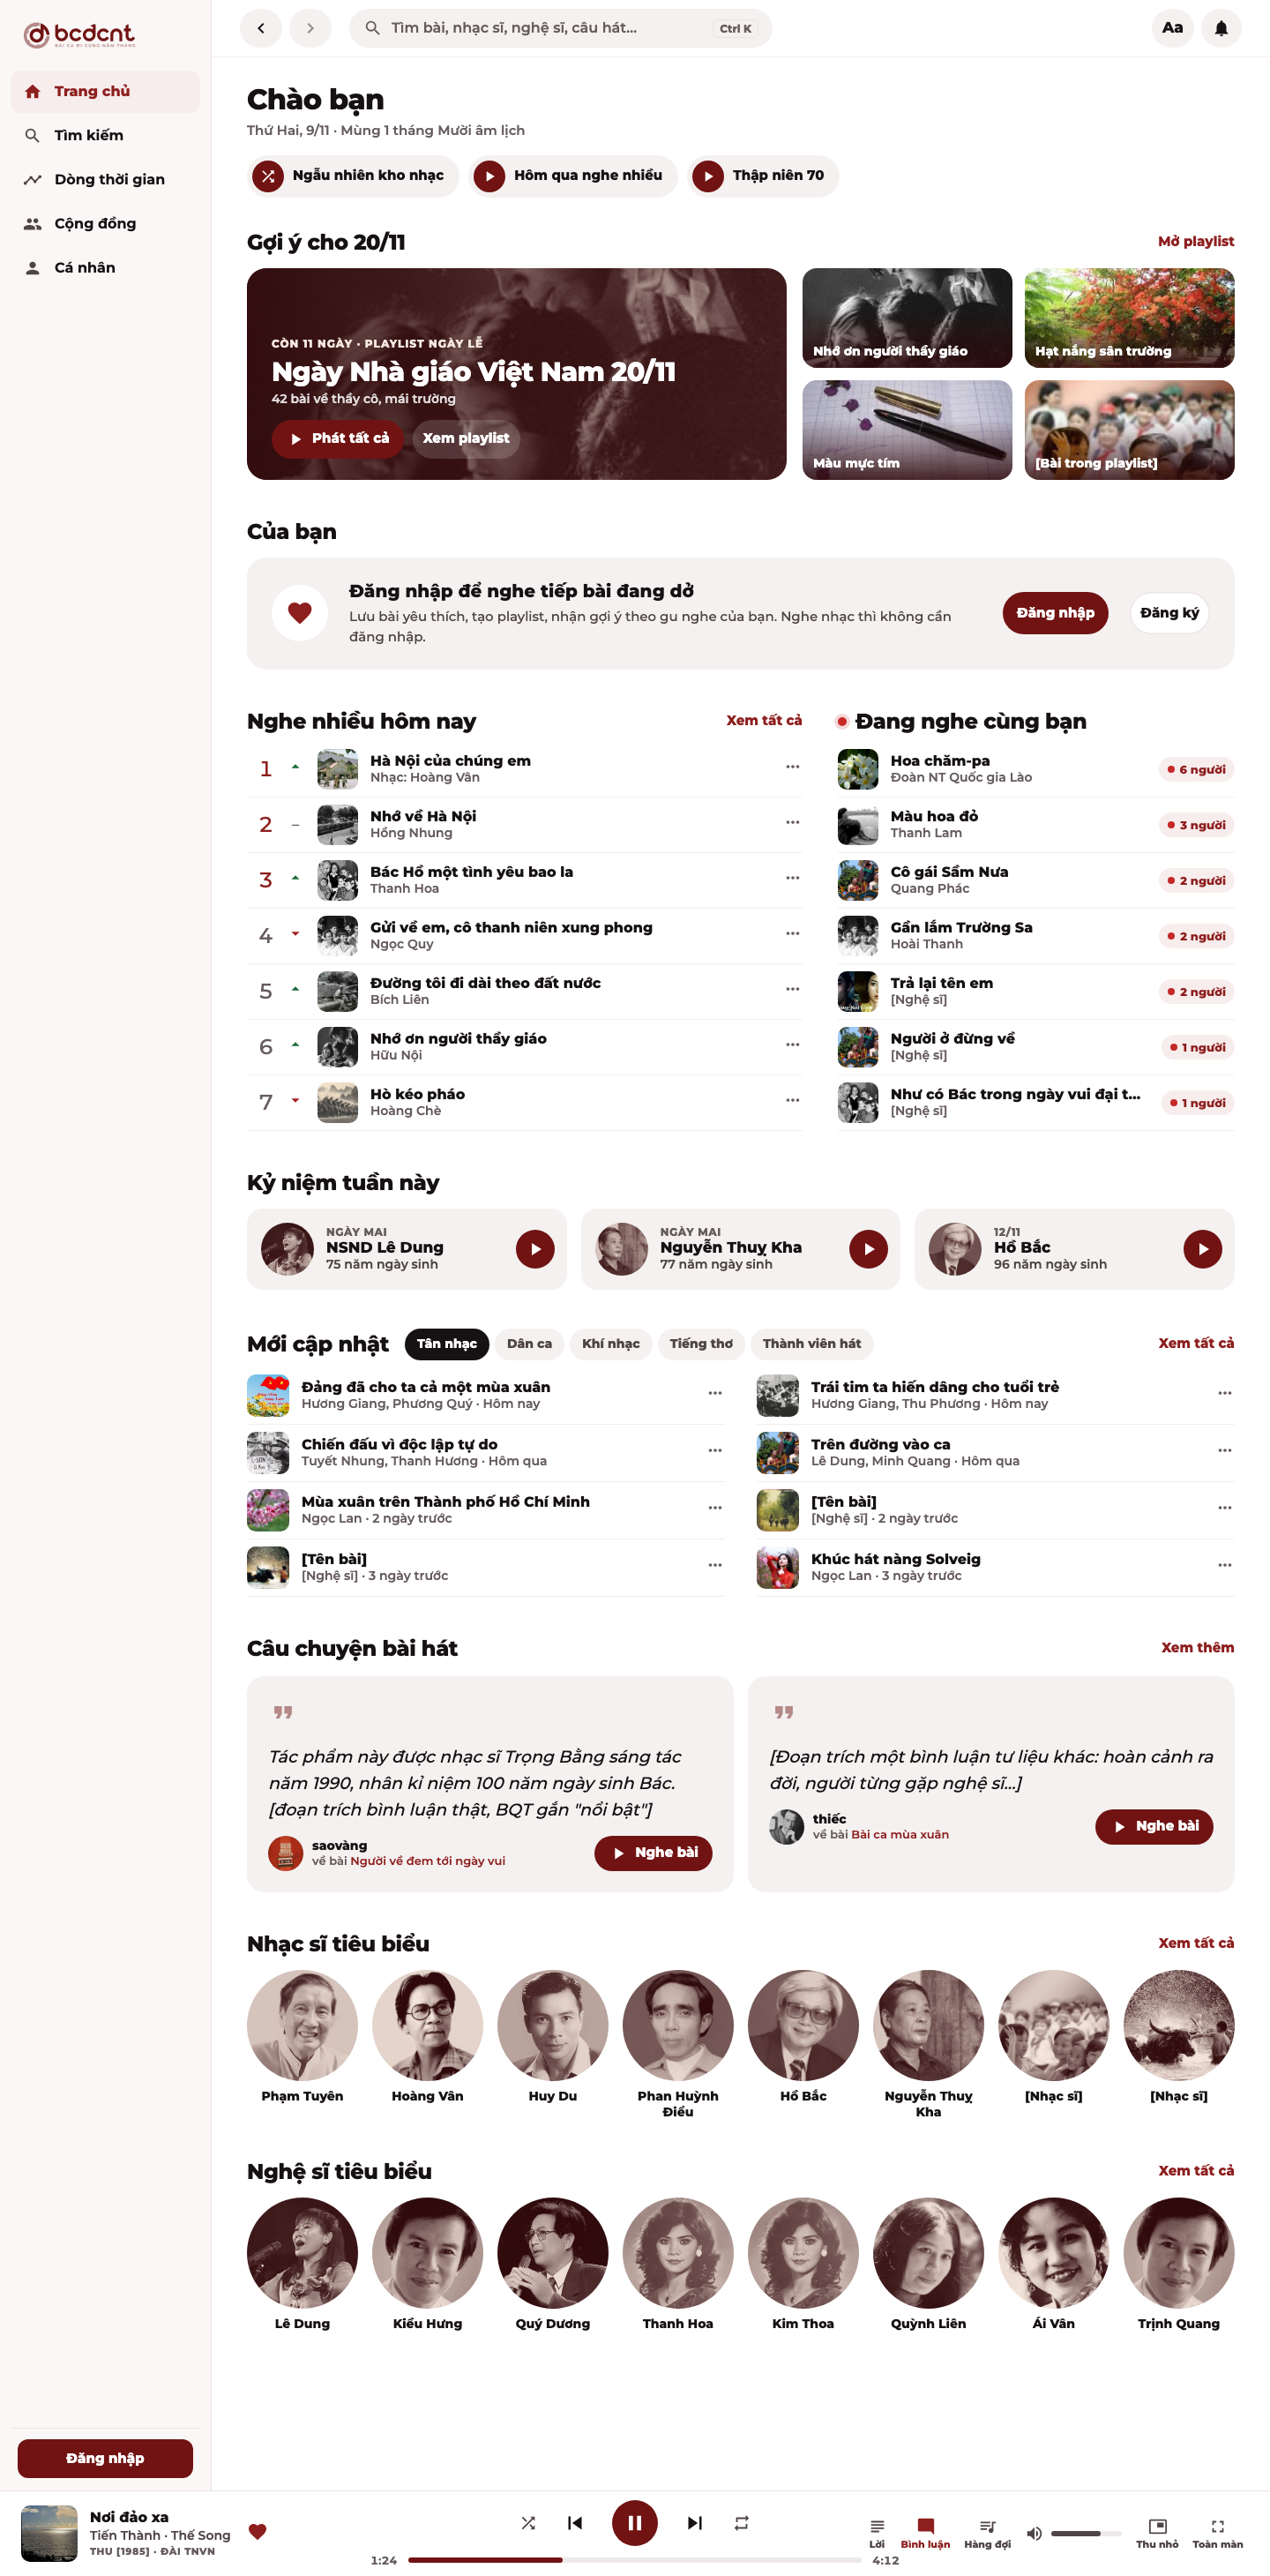 bcdcnt
BÀI CA ĐI CÙNG NĂM THÁNG
Trang chủ
Tìm kiếm
Dòng thời gian
Cộng đồng
Cá nhân
Tìm bài, nhạc sĩ, nghệ sĩ, câu hát...
Ctrl K
Aa
Chào bạn
Thứ Hai, 9/11 · Mùng 1 tháng Mười âm lịch
Ngẫu nhiên kho nhạc
Hôm qua nghe nhiều
Thập niên 70
Gợi ý cho 20/11
Mở playlist
CÒN 11 NGÀY · PLAYLIST NGÀY LỄ
Ngày Nhà giáo Việt Nam 20/11
42 bài về thầy cô, mái trường
Phát tất cả
Xem playlist
Nhớ ơn người thầy giáo
Hạt nắng sân trường
Màu mực tím
[Bài trong playlist]
Của bạn
Đăng nhập để nghe tiếp bài đang dở
Lưu bài yêu thích, tạo playlist, nhận gợi ý theo gu nghe của bạn. Nghe nhạc thì không cần
đăng nhập.
Đăng nhập
Đăng ký
Nghe nhiều hôm nay
Xem tất cả
1
Hà Nội của chúng em
Nhạc: Hoàng Vân
2
–
Nhớ về Hà Nội
Hồng Nhung
3
Bác Hồ một tình yêu bao la
Thanh Hoa
4
Gửi về em, cô thanh niên xung phong
Ngọc Quy
5
Đường tôi đi dài theo đất nước
Bích Liên
6
Nhớ ơn người thầy giáo
Hữu Nội
7
Hò kéo pháo
Hoàng Chè
Đang nghe cùng bạn
Hoa chăm-pa
Đoàn NT Quốc gia Lào
6 người
Màu hoa đỏ
Thanh Lam
3 người
Cô gái Sầm Nưa
Quang Phác
2 người
Gần lắm Trường Sa
Hoài Thanh
2 người
Trả lại tên em
[Nghệ sĩ]
2 người
Người ở đừng về
[Nghệ sĩ]
1 người
Như có Bác trong ngày vui đại t...
[Nghệ sĩ]
1 người
Kỷ niệm tuần này
NGÀY MAI
NSND Lê Dung
75 năm ngày sinh
NGÀY MAI
Nguyễn Thuỵ Kha
77 năm ngày sinh
12/11
Hồ Bắc
96 năm ngày sinh
Mới cập nhật
Tân nhạc
Dân ca
Khí nhạc
Tiếng thơ
Thành viên hát
Xem tất cả
Đảng đã cho ta cả một mùa xuân
Hương Giang, Phương Quý · Hôm nay
Trái tim ta hiến dâng cho tuổi trẻ
Hương Giang, Thu Phương · Hôm nay
Chiến đấu vì độc lập tự do
Tuyết Nhung, Thanh Hương · Hôm qua
Trên đường vào ca
Lê Dung, Minh Quang · Hôm qua
Mùa xuân trên Thành phố Hồ Chí Minh
Ngọc Lan · 2 ngày trước
[Tên bài]
[Nghệ sĩ] · 2 ngày trước
[Tên bài]
[Nghệ sĩ] · 3 ngày trước
Khúc hát nàng Solveig
Ngọc Lan · 3 ngày trước
Câu chuyện bài hát
Xem thêm
Tác phẩm này được nhạc sĩ Trọng Bằng sáng tác
năm 1990, nhân kỉ niệm 100 năm ngày sinh Bác.
[đoạn trích bình luận thật, BQT gắn "nổi bật"]
saovàng
về bài Người về đem tới ngày vui
Nghe bài
[Đoạn trích một bình luận tư liệu khác: hoàn cảnh ra
đời, người từng gặp nghệ sĩ...]
thiếc
về bài Bài ca mùa xuân
Nghe bài
Nhạc sĩ tiêu biểu
Xem tất cả
Phạm Tuyên
Hoàng Vân
Huy Du
Phan Huỳnh
Điểu
Hồ Bắc
Nguyễn Thuỵ
Kha
[Nhạc sĩ]
[Nhạc sĩ]
Nghệ sĩ tiêu biểu
Xem tất cả
Lê Dung
Kiều Hưng
Quý Dương
Thanh Hoa
Kim Thoa
Quỳnh Liên
Ái Vân
Trịnh Quang
Đăng nhập
Nơi đảo xa
Tiến Thành · Thế Song
THU [1985] · ĐÀI TNVN
1:24
4:12
Lời
Bình luận
Hàng đợi
Thu nhỏ
Toàn màn